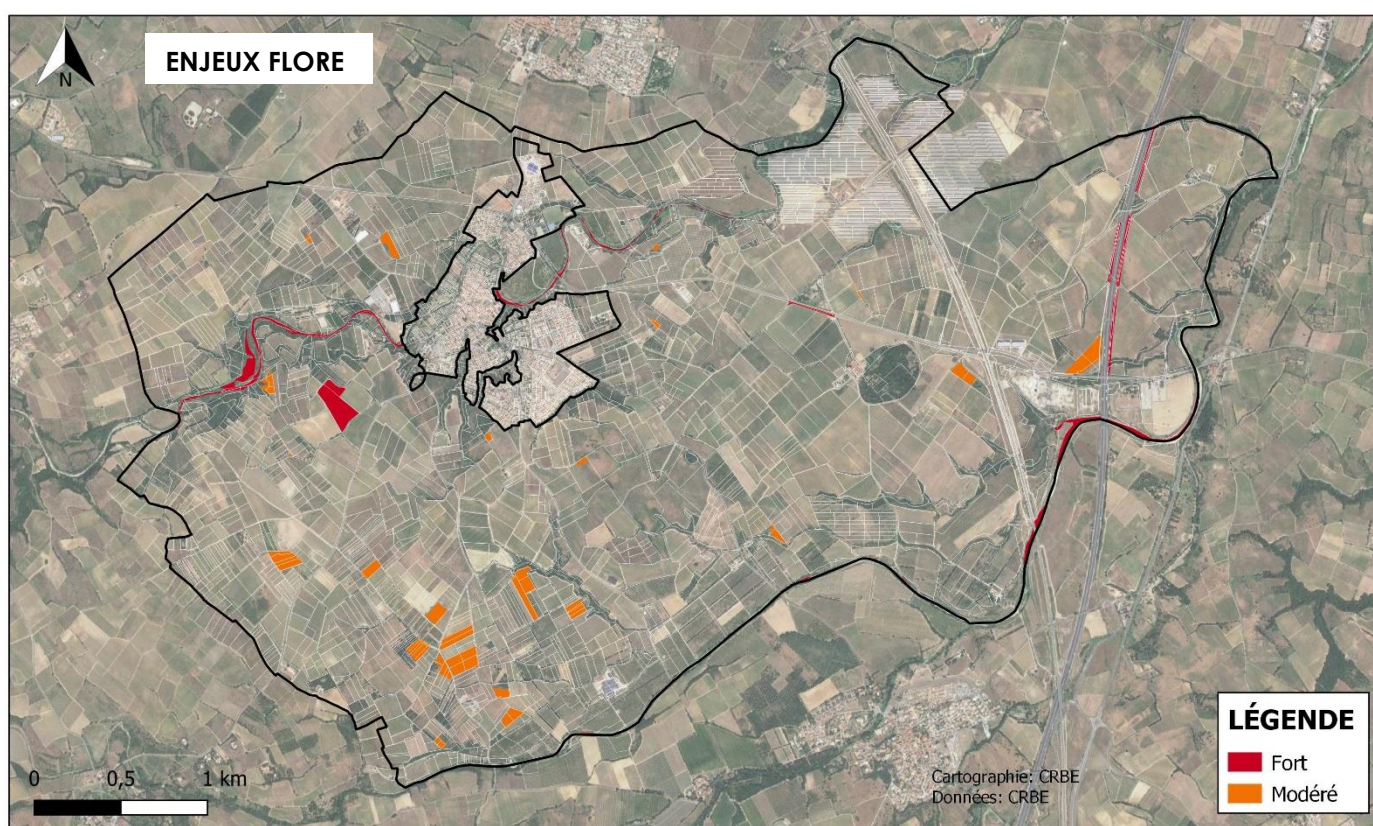 ENJEUX FLORE
N
LÉGENDE
Fort
Modéré
0 0,5 1 km
Cartographie: CRBE
Données: CRBE